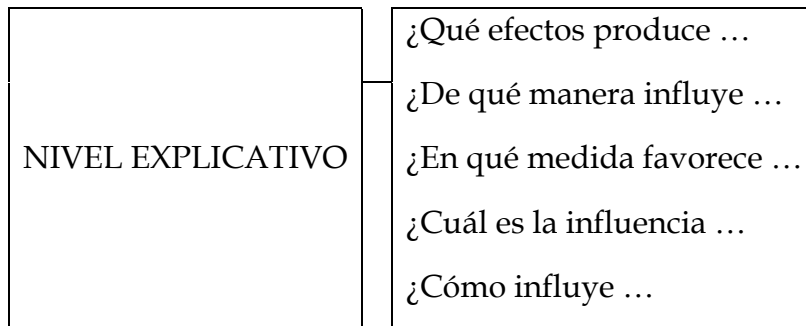 NIVEL EXPLICATIVO
¿Qué efectos produce …
¿De qué manera influye …
¿En qué medida favorece …
¿Cuál es la influencia …
¿Cómo influye …